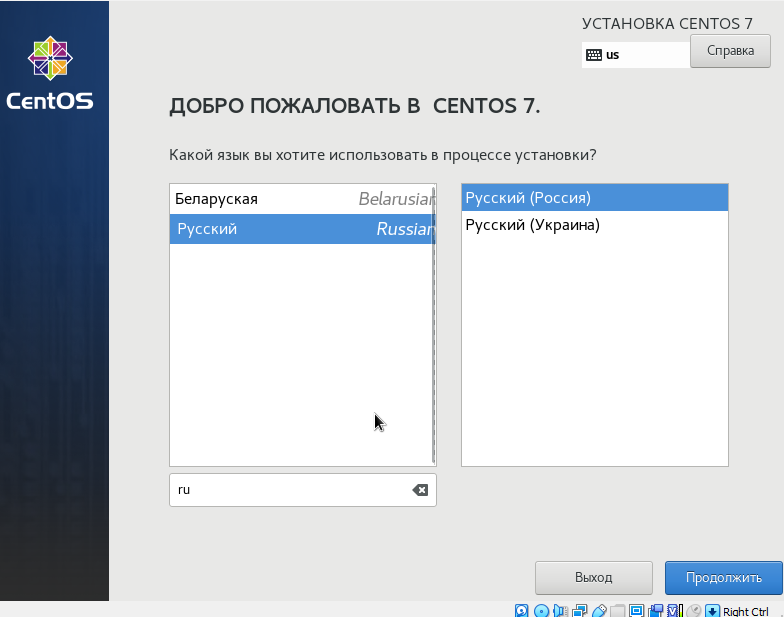 УСТАНОВКА CENTOS 7
us
Справка
CentOS
ДОБРО ПОЖАЛОВАТЬ В CENTOS 7.
Какой язык вы хотите использовать в процессе установки?
Беларуская Belarusian
Русский Russian
Русский (Россия)
Русский (Украина)
ru
Выход
Продолжить
Right Ctrl